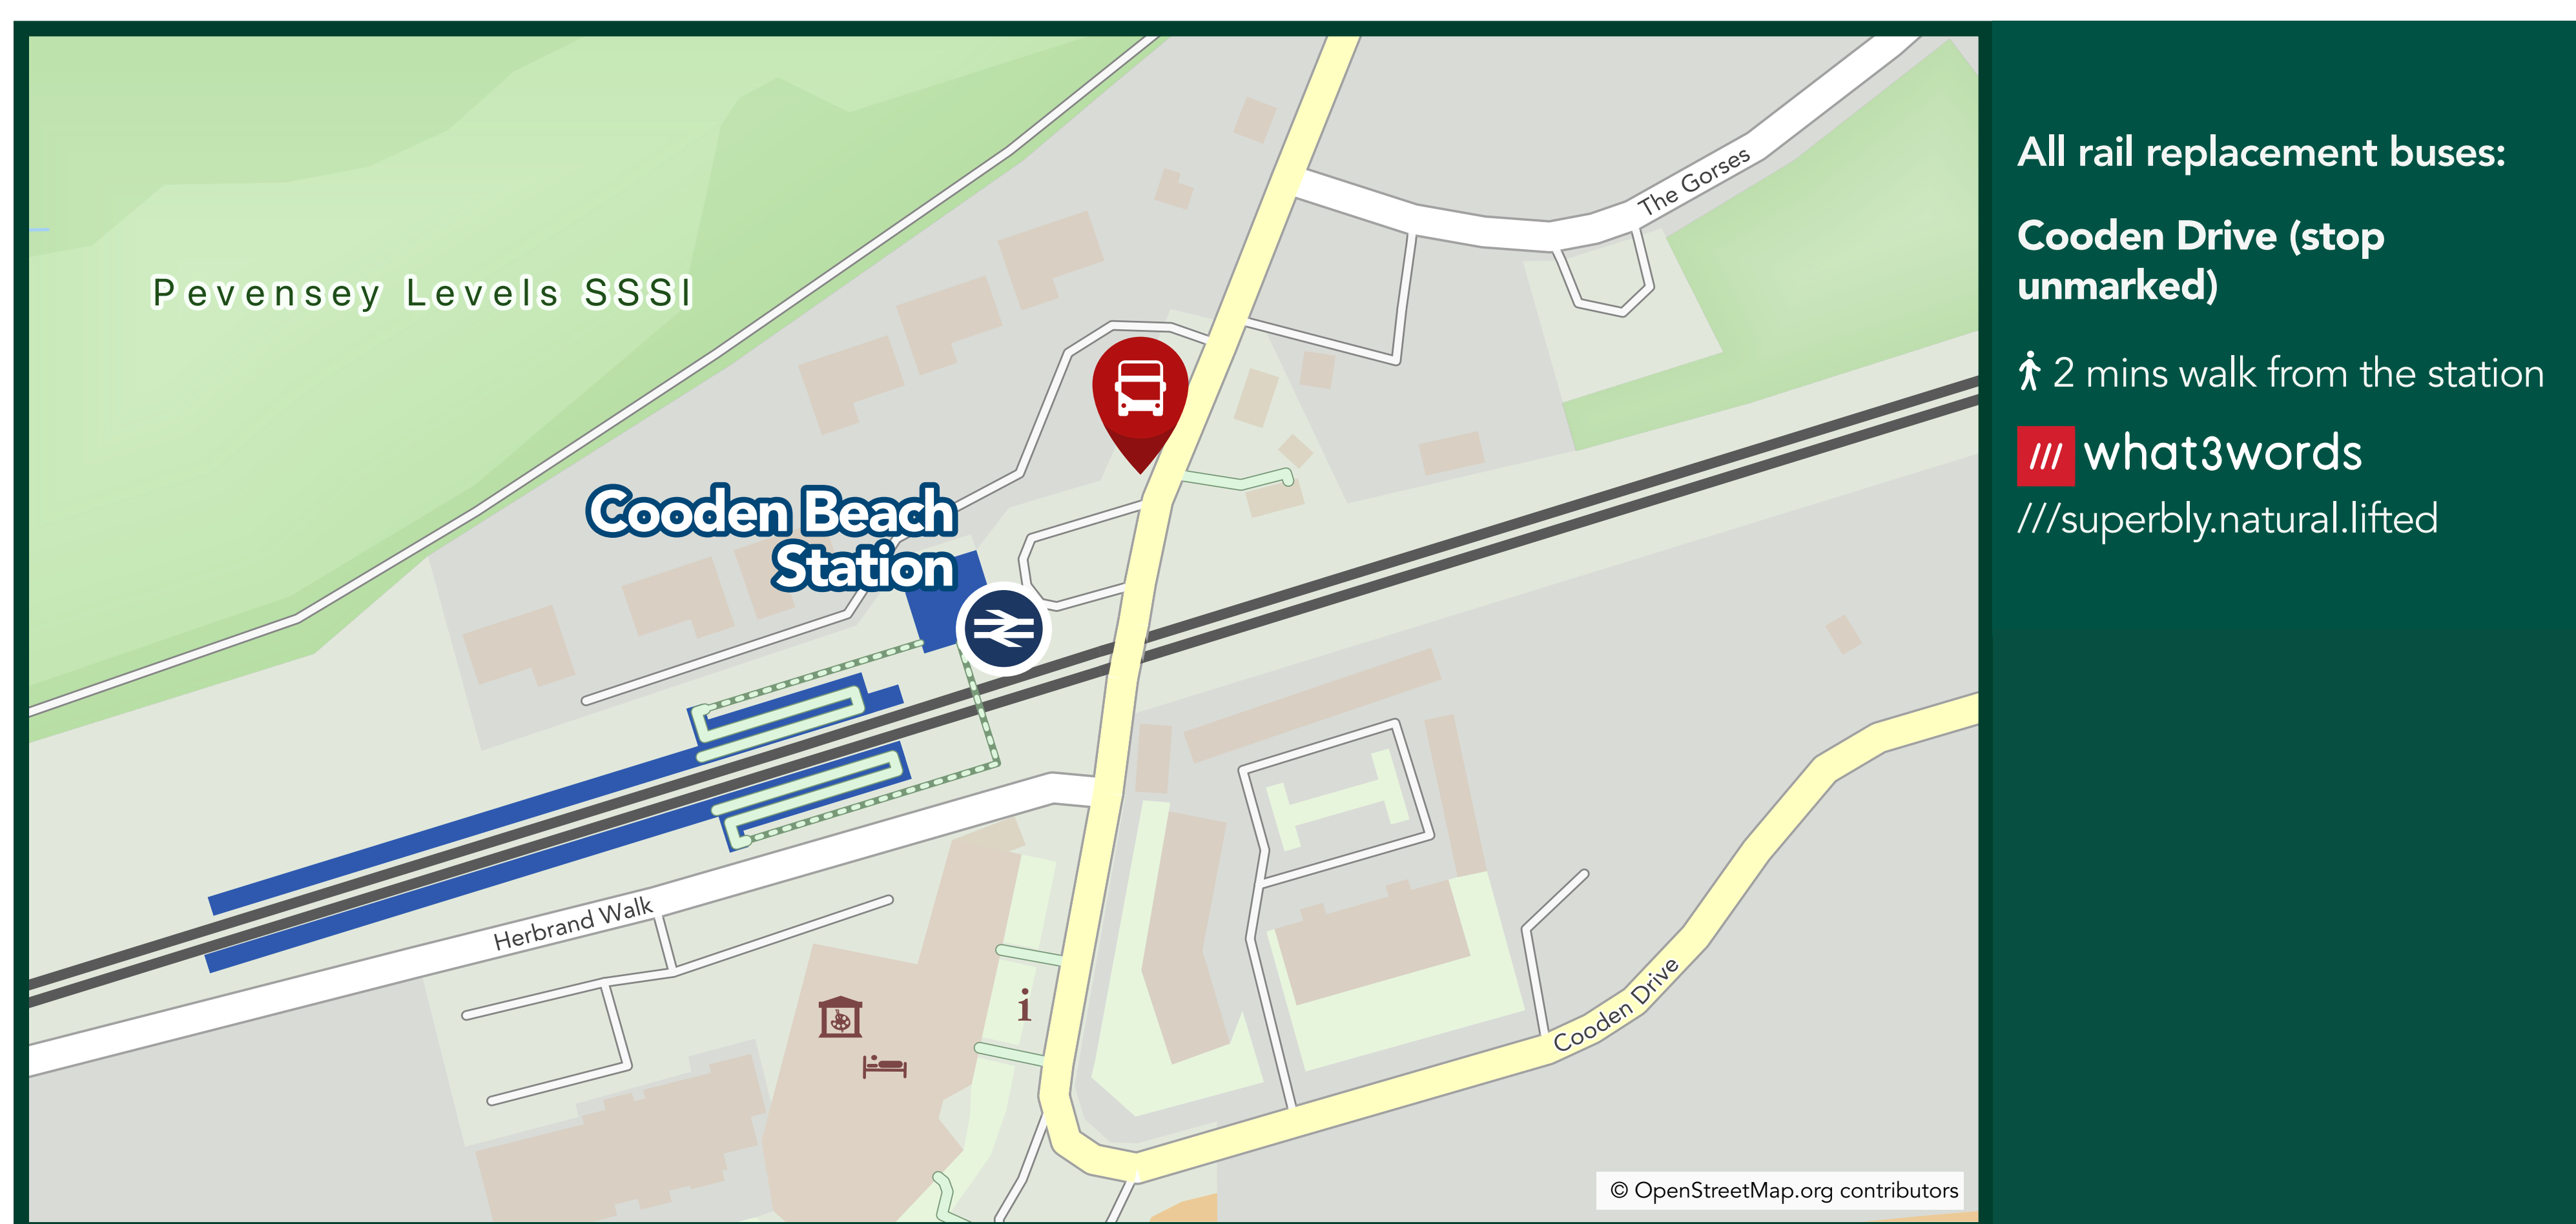 Pevensey Levels SSSI
The Gorses
Cooden Beach
Station
Herbrand Walk
i
Cooden Drive
© OpenStreetMap.org contributors
All rail replacement buses:
Cooden Drive (stop
unmarked)
2 mins walk from the station
/// what3words
///superbly.natural.lifted